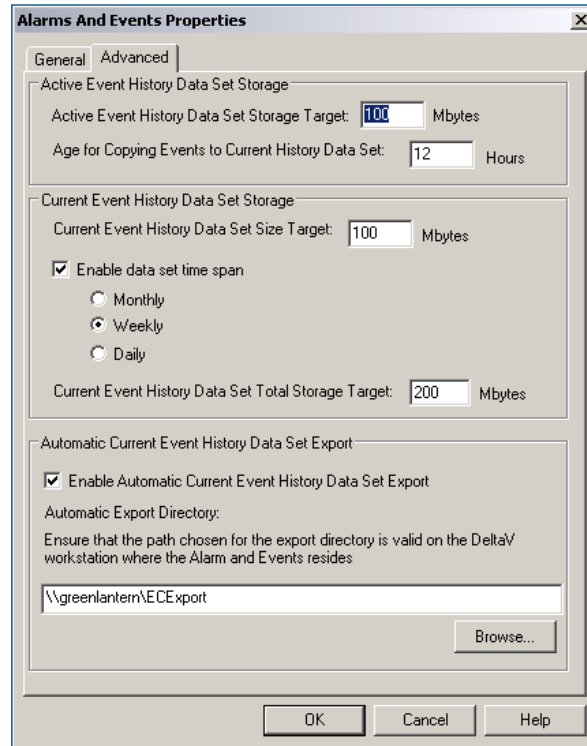 Alarms And Events Properties
General Advanced
Active Event History Data Set Storage
Active Event History Data Set Storage Target: 100 Mbytes
Age for Copying Events to Current History Data Set: 12 Hours
Current Event History Data Set Storage
Current Event History Data Set Size Target: 100 Mbytes
Enable data set time span
Monthly
Weekly
Daily
Current Event History Data Set Total Storage Target: 200 Mbytes
Automatic Current Event History Data Set Export
Enable Automatic Current Event History Data Set Export
Automatic Export Directory:
Ensure that the path chosen for the export directory is valid on the DeltaV
workstation where the Alarm and Events resides
\\greenlantern\ECExport
Browse...
OK Cancel Help